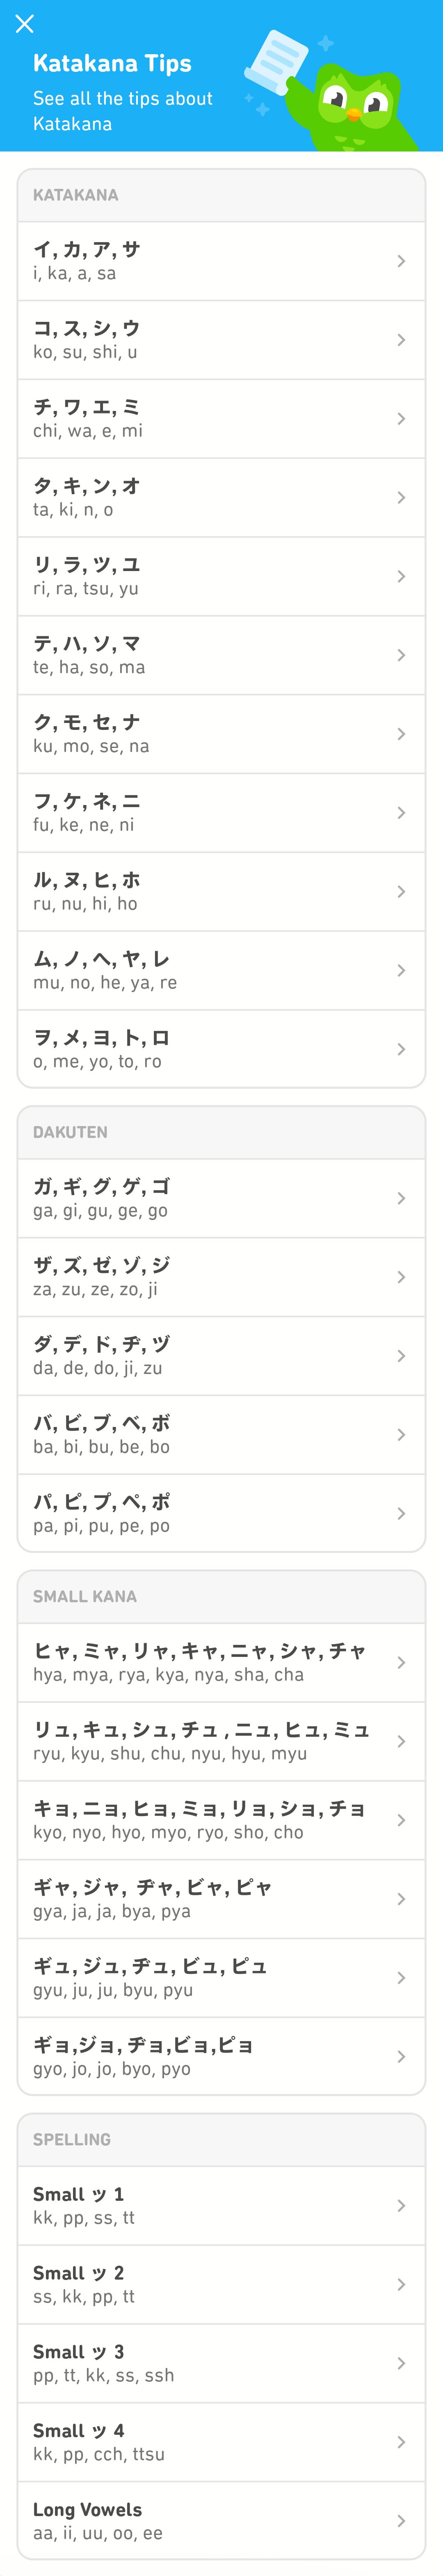 Katakana Tips
See all the tips about
Katakana
KATAKANA
イ, カ, ア, サ
i, ka, a, sa
コ, ス, シ, ウ
ko, su, shi, u
チ, ワ, エ, ミ
chi, wa, e, mi
タ, キ, ン, オ
ta, ki, n, o
リ, ラ, ツ, ユ
ri, ra, tsu, yu
テ, ハ, ソ, マ
te, ha, so, ma
ク, モ, セ, ナ
ku, mo, se, na
フ, ケ, ネ, ニ
fu, ke, ne, ni
ル, ヌ, ヒ, ホ
ru, nu, hi, ho
ム, ノ, ヘ, ヤ, レ
mu, no, he, ya, re
ヲ, メ, ヨ, ト, ロ
o, me, yo, to, ro
DAKUTEN
ガ, ギ, グ, ゲ, ゴ
ga, gi, gu, ge, go
ザ, ズ, ゼ, ゾ, ジ
za, zu, ze, zo, ji
ダ, デ, ド, ヂ, ヅ
da, de, do, ji, zu
バ, ビ, ブ, ベ, ボ
ba, bi, bu, be, bo
パ, ピ, プ, ペ, ポ
pa, pi, pu, pe, po
SMALL KANA
ヒャ, ミャ, リャ, キャ, ニャ, シャ, チャ
hya, mya, rya, kya, nya, sha, cha
リュ, キュ, シュ, チュ , ニュ, ヒュ, ミュ
ryu, kyu, shu, chu, nyu, hyu, myu
キョ, ニョ, ヒョ, ミョ, リョ, ショ, チョ
kyo, nyo, hyo, myo, ryo, sho, cho
ギャ, ジャ, ヂャ, ビャ, ピャ
gya, ja, ja, bya, pya
ギュ, ジュ, ヂュ, ビュ, ピュ
gyu, ju, ju, byu, pyu
ギョ,ジョ, ヂョ,ビョ,ピョ
gyo, jo, jo, byo, pyo
SPELLING
Small ッ 1
kk, pp, ss, tt
Small ッ 2
ss, kk, pp, tt
Small ッ 3
pp, tt, kk, ss, ssh
Small ッ 4
kk, pp, cch, ttsu
Long Vowels
aa, ii, uu, oo, ee